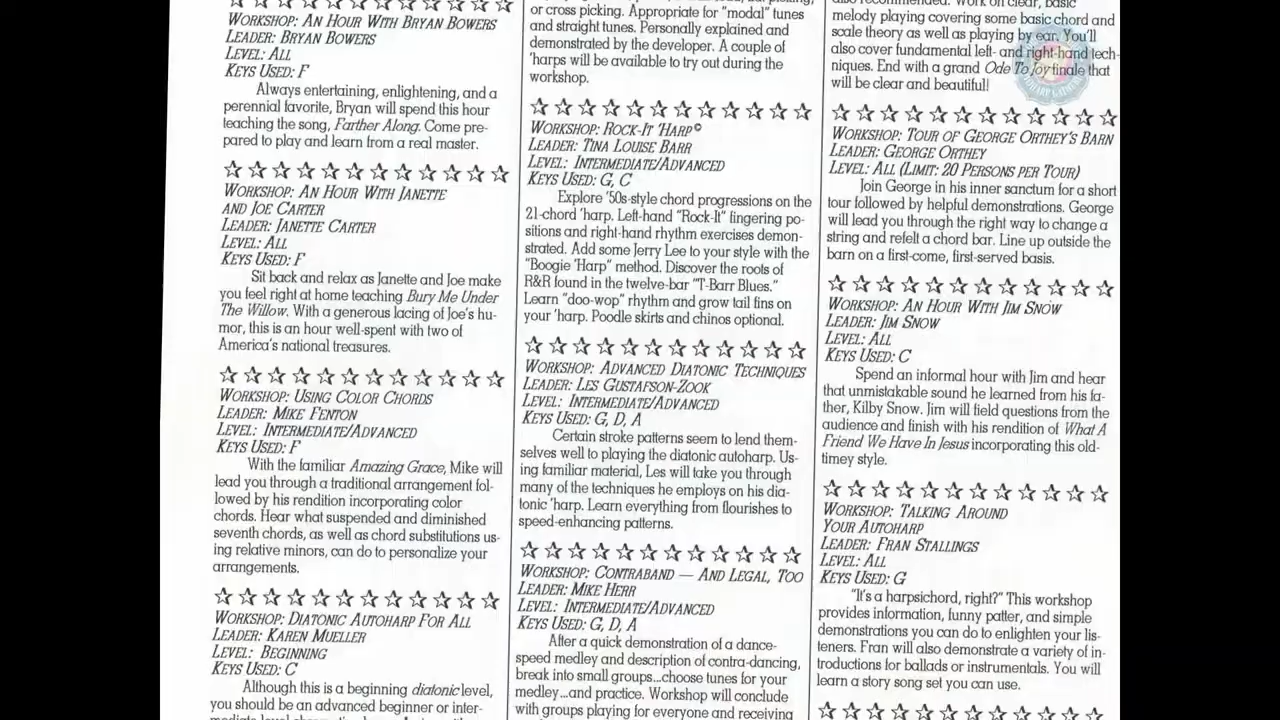 WORKSHOP: AN HOUR WITH BRYAN BOWERS
LEADER: BRYAN BOWERS
LEVEL: ALL
KEYS USED: F
Always entertaining, enlightening, and a
perennial favorite, Bryan will spend this hour
teaching the song, Farther Along. Come pre-
pared to play and learn from a real master.
WORKSHOP: AN HOUR WITH JANETTE
AND JOE CARTER
LEADER: JANETTE CARTER
LEVEL: ALL
KEYS USED: F
Sit back and relax as Janette and Joe make
you feel right at home teaching Bury Me Under
The Willow. With a generous lacing of Joe's hu-
mor, this is an hour well-spent with two of
America's national treasures.
WORKSHOP: USING COLOR CHORDS
LEADER: MIKE FENTON
LEVEL: INTERMEDIATE/ADVANCED
KEYS USED: F
With the familiar Amazing Grace, Mike will
lead you through a traditional arrangement fol-
lowed by his rendition incorporating color
chords. Hear what suspended and diminished
seventh chords, as well as chord substitutions us-
ing relative minors, can do to personalize your
arrangements.
WORKSHOP: DIATONIC AUTOHARP FOR ALL
LEADER: KAREN MUELLER
LEVEL: BEGINNING
KEYS USED: C
Although this is a beginning diatonic level,
you should be an advanced beginner or inter-
or cross picking. Appropriate for "modal" tunes
and straight tunes. Personally explained and
demonstrated by the developer. A couple of
'harps will be available to try out during the
workshop.
WORKSHOP: ROCK-IT 'HARP©
LEADER: TINA LOUISE BARR
LEVEL: INTERMEDIATE/ADVANCED
KEYS USED: G, C
Explore '50s-style chord progressions on the
21-chord 'harp. Left-hand "Rock-It" fingering po-
sitions and right-hand rhythm exercises demon-
strated. Add some Jerry Lee to your style with the
"Boogie 'Harp" method. Discover the roots of
R&R found in the twelve-bar "T-Barr Blues."
Learn "doo-wop" rhythm and grow tail fins on
your 'harp. Poodle skirts and chinos optional.
WORKSHOP: ADVANCED DIATONIC TECHNIQUES
LEADER: LES GUSTAFSON-ZOOK
LEVEL: INTERMEDIATE/ADVANCED
KEYS USED: G, D, A
Certain stroke patterns seem to lend them-
selves well to playing the diatonic autoharp. Us-
ing familiar material, Les will take you through
many of the techniques he employs on his dia-
tonic 'harp. Learn everything from flourishes to
speed-enhancing patterns.
WORKSHOP: CONTRABAND — AND LEGAL, TOO
LEADER: MIKE HERR
LEVEL: INTERMEDIATE/ADVANCED
KEYS USED: G, D, A
After a quick demonstration of a dance-
speed medley and description of contra-dancing,
break into small groups...choose tunes for your
medley...and practice. Workshop will conclude
with groups playing for everyone and receiving
also recommended. Work on clear, basic
melody playing covering some basic chord and
scale theory as well as playing by ear. You'll
also cover fundamental left- and right-hand tech-
niques. End with a grand Ode To Joy finale that
will be clear and beautiful!
WORKSHOP: TOUR OF GEORGE ORTHEY'S BARN
LEADER: GEORGE ORTHEY
LEVEL: ALL (LIMIT: 20 PERSONS PER TOUR)
Join George in his inner sanctum for a short
tour followed by helpful demonstrations. George
will lead you through the right way to change a
string and refelt a chord bar. Line up outside the
barn on a first-come, first-served basis.
WORKSHOP: AN HOUR WITH JIM SNOW
LEADER: JIM SNOW
LEVEL: ALL
KEYS USED: C
Spend an informal hour with Jim and hear
that unmistakable sound he learned from his fa-
ther, Kilby Snow. Jim will field questions from the
audience and finish with his rendition of What A
Friend We Have In Jesus incorporating this old-
timey style.
WORKSHOP: TALKING AROUND
YOUR AUTOHARP
LEADER: FRAN STALLINGS
LEVEL: ALL
KEYS USED: G
"It's a harpsichord, right?" This workshop
provides information, funny patter, and simple
demonstrations you can do to enlighten your lis-
teners. Fran will also demonstrate a variety of in-
troductions for ballads or instrumentals. You will
learn a story song set you can use.